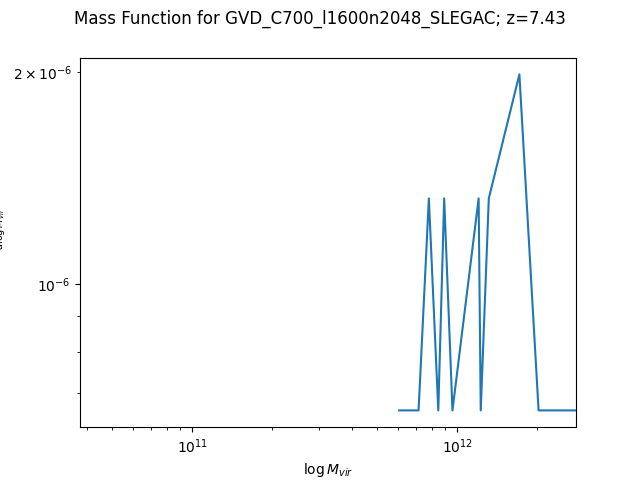 Mass Function for GVD_C700_l1600n2048_SLEGAC; z=7.43
2 × 10⁻⁶
10⁻⁶
10¹¹ 10¹²
log M_vir